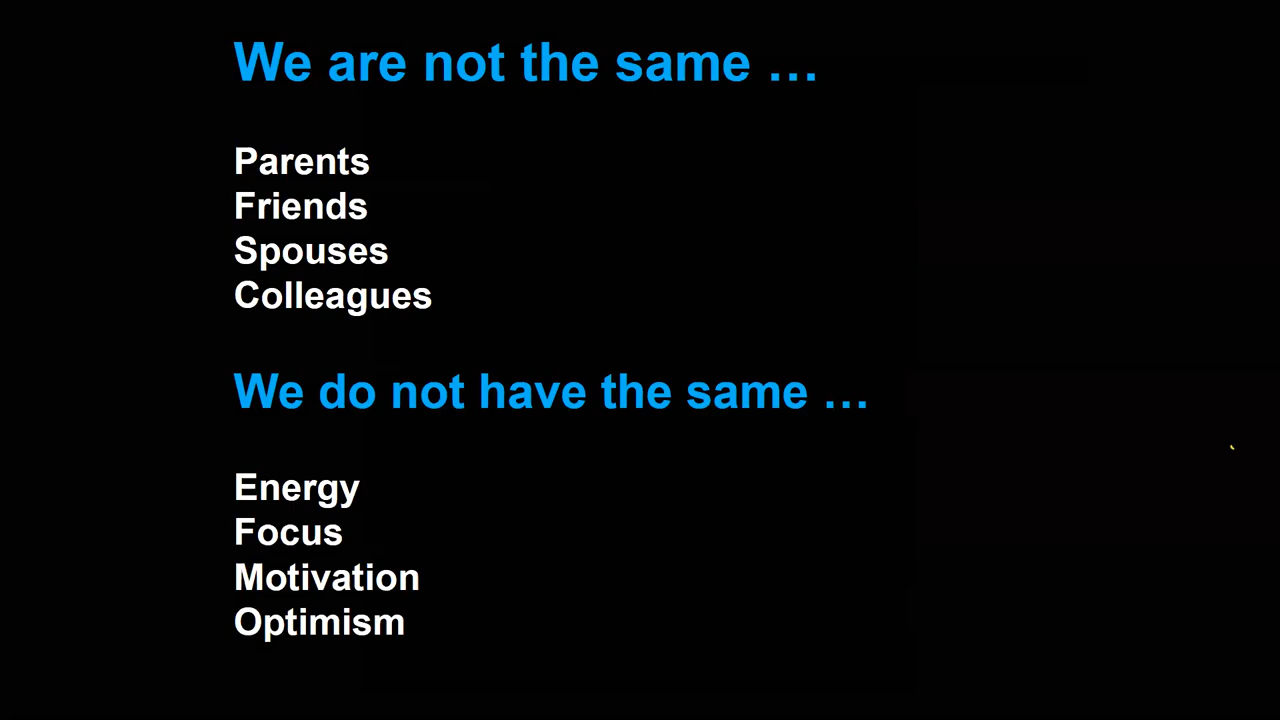 We are not the same …
Parents
Friends
Spouses
Colleagues
We do not have the same …
Energy
Focus
Motivation
Optimism